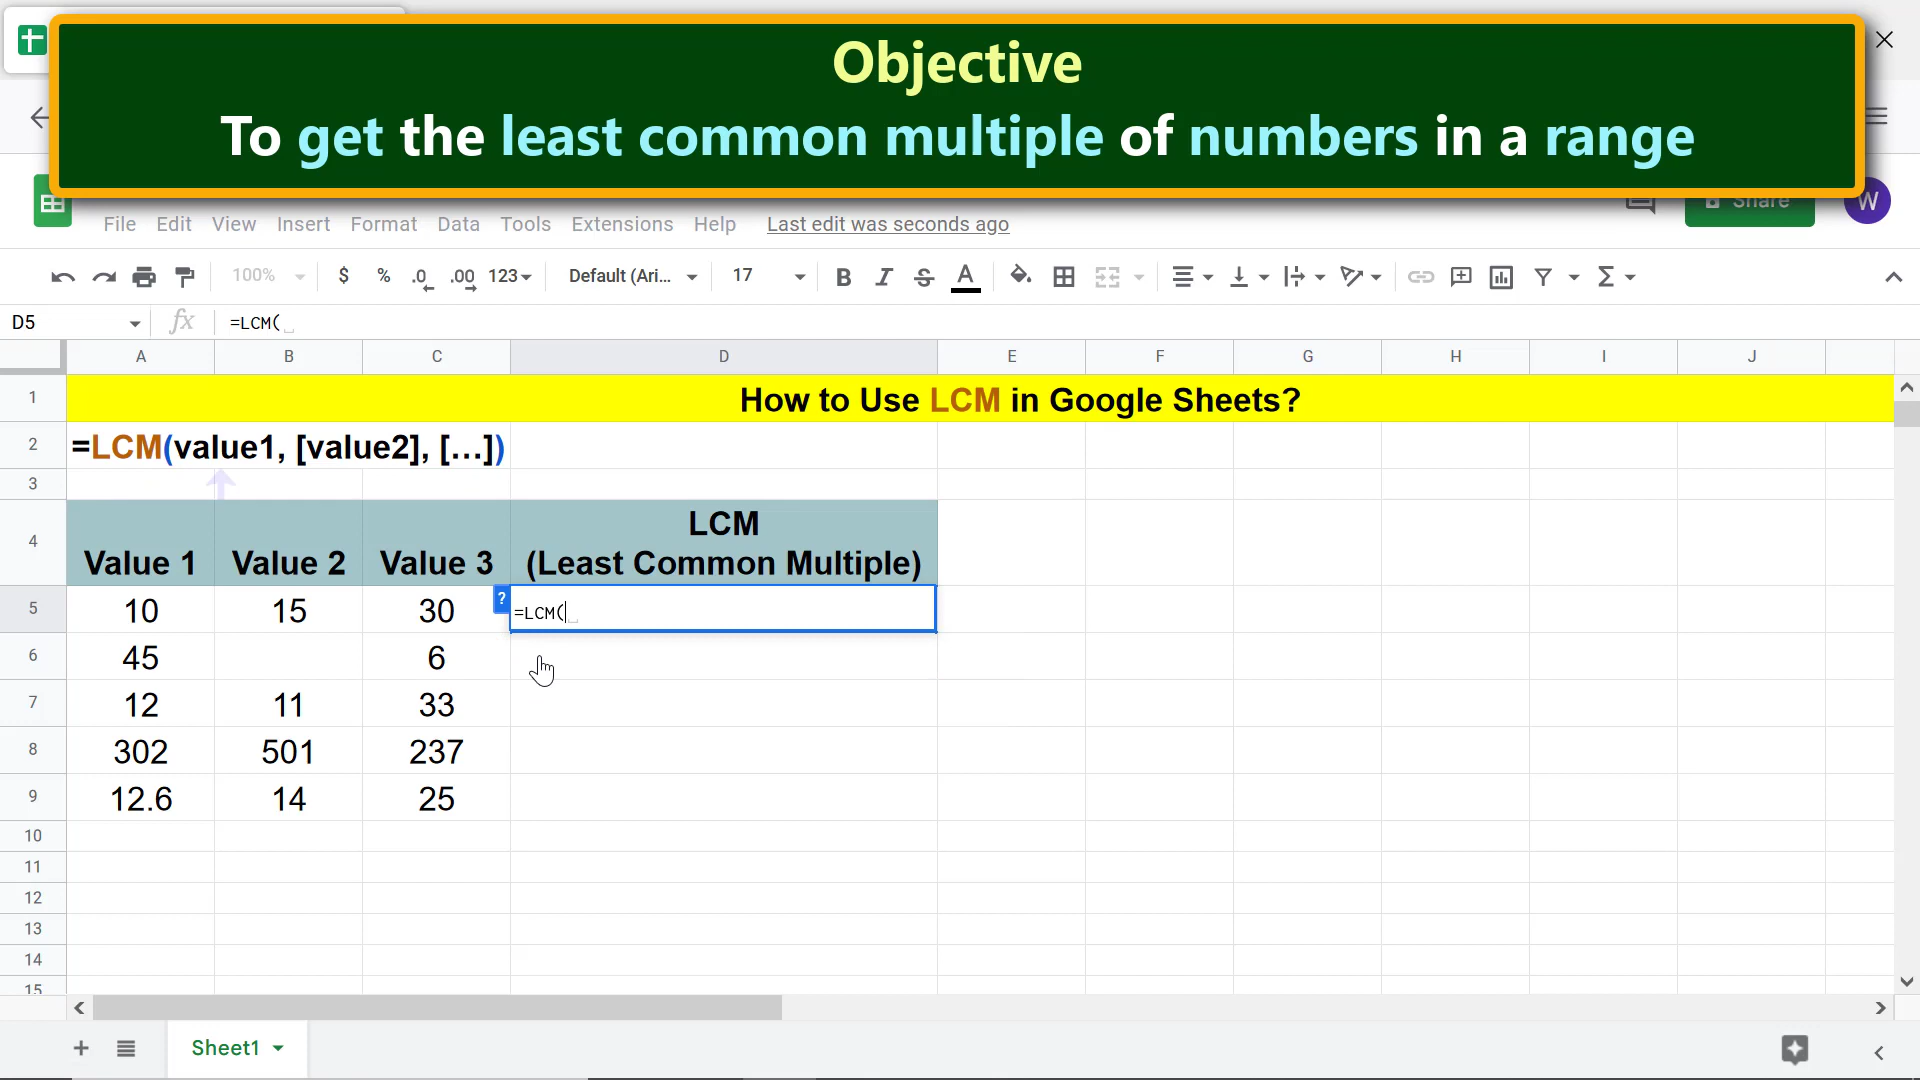 Objective
To get the least common multiple of numbers in a range
File Edit View Insert Format Data Tools Extensions Help Last edit was seconds ago
Share
W
100% $ % .0 .00 123 Default (Ari... 17 B I S A Σ
D5 fx =LCM(
A B C D E F G H I J
1 How to Use LCM in Google Sheets?
2 =LCM(value1, [value2], [...])
3
LCM
4 Value 1 Value 2 Value 3 (Least Common Multiple)
5 10 15 30 ? =LCM(
6 45 6
7 12 11 33
8 302 501 237
9 12.6 14 25
10
11
12
13
14
15
+ Sheet1